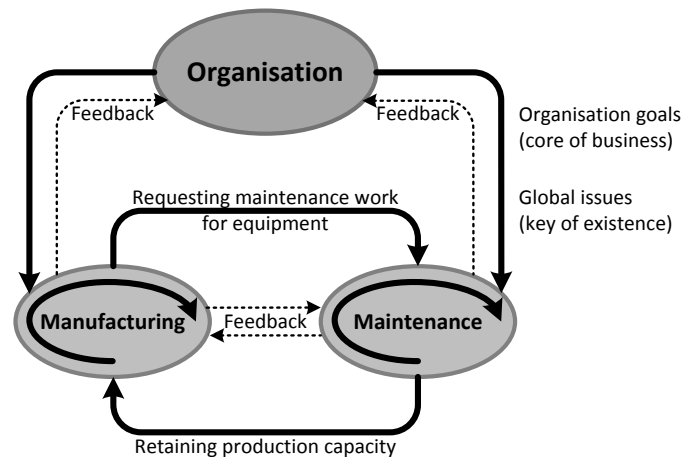 Organisation
Feedback
Feedback
Organisation goals
(core of business)
Global issues
(key of existence)
Requesting maintenance work
for equipment
Manufacturing
Feedback
Maintenance
Retaining production capacity